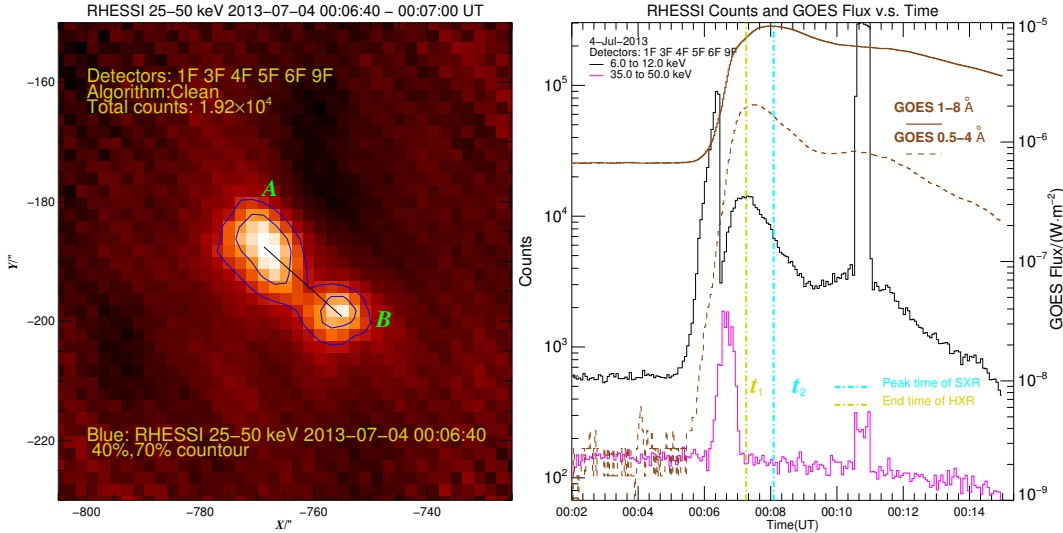 RHESSI 25−50 keV 2013−07−04 00:06:40 − 00:07:00 UT
Detectors: 1F 3F 4F 5F 6F 9F
Algorithm:Clean
Total counts: 1.92×10⁴
A
B
Blue: RHESSI 25−50 keV 2013−07−04 00:06:40
40%,70% countour
−160
−180
−200
−220
Y/"
−800
−780
−760
−740
X/"
RHESSI Counts and GOES Flux v.s. Time
4−Jul−2013
Detectors: 1F 3F 4F 5F 6F 9F
6.0 to 12.0 keV
35.0 to 50.0 keV
GOES 1−8 Å
GOES 0.5−4 Å
t₁
t₂
Peak time of SXR
End time of HXR
10⁵
10⁴
10³
10²
Counts
10⁻⁵
10⁻⁶
10⁻⁷
10⁻⁸
10⁻⁹
GOES Flux/(W·m⁻²)
00:02
00:04
00:06
00:08
00:10
00:12
00:14
Time(UT)